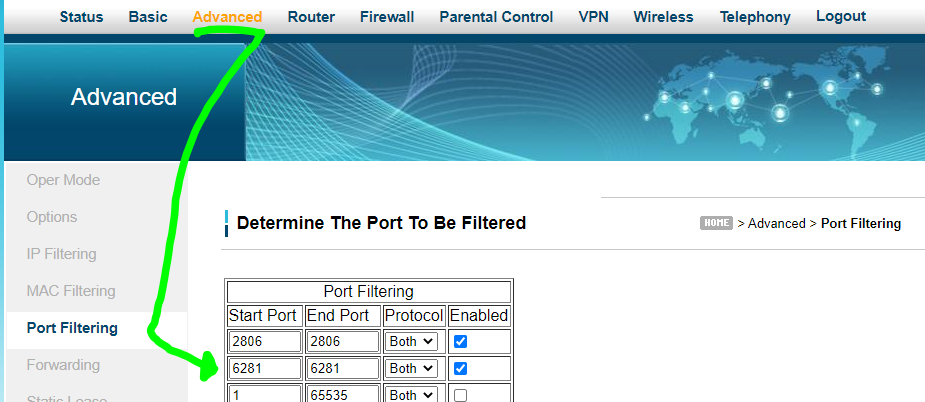 Status Basic Advanced Router Firewall Parental Control VPN Wireless Telephony Logout
Advanced
Oper Mode
Options
IP Filtering
MAC Filtering
Port Filtering
Forwarding
Static Lease
Determine The Port To Be Filtered
HOME > Advanced > Port Filtering
Port Filtering
Start Port End Port Protocol Enabled
2806 2806 Both
6281 6281 Both
1 65535 Both